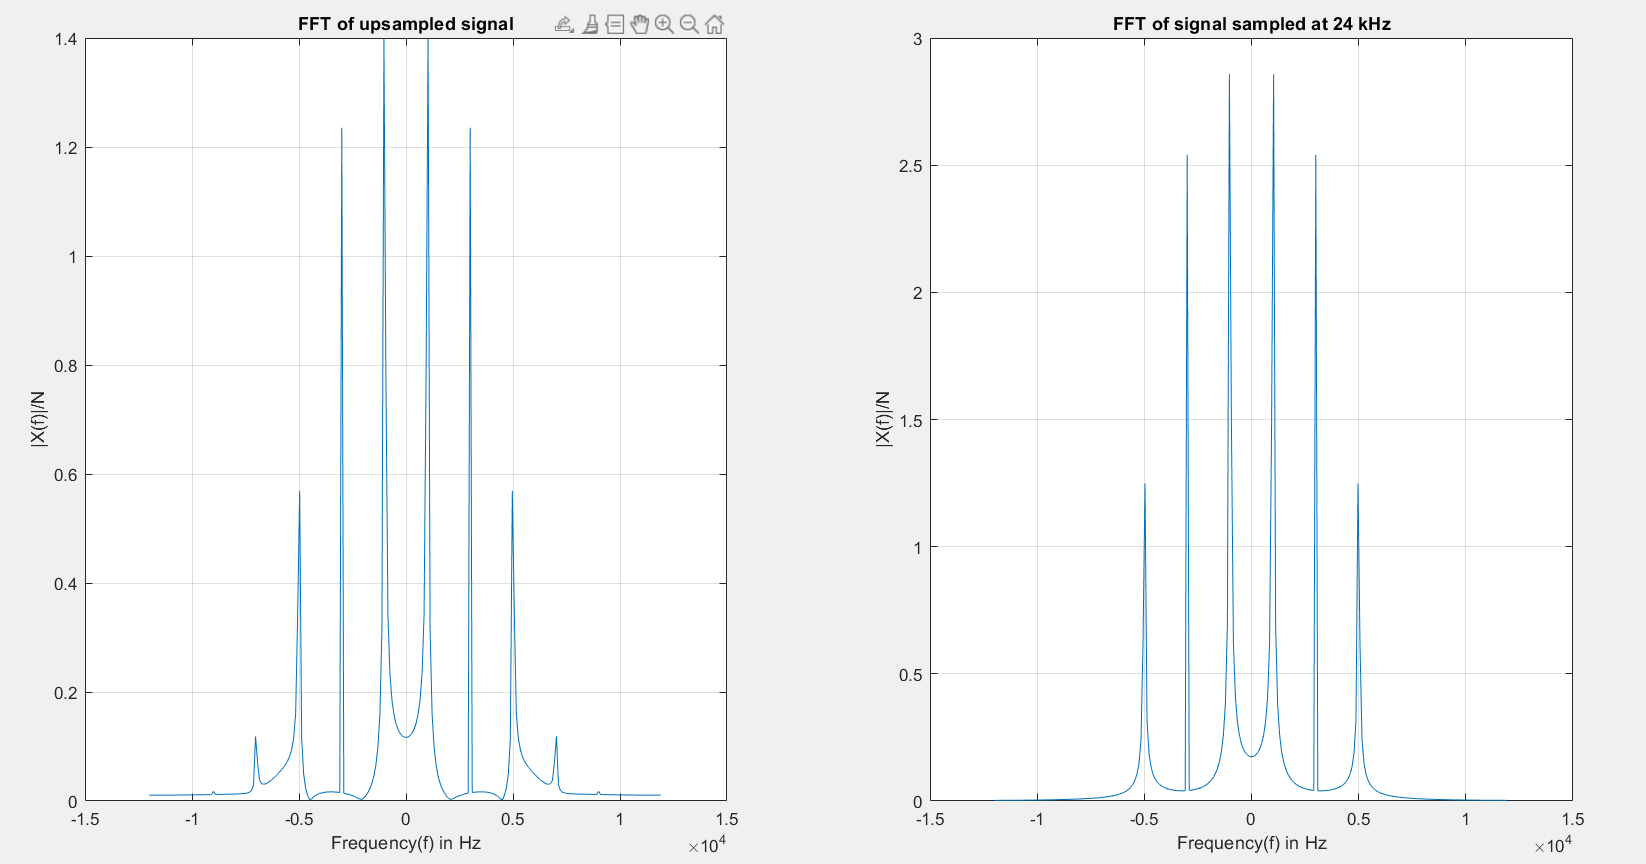 FFT of upsampled signal
1.4
1.2
1
0.8
0.6
0.4
0.2
0
|X(f)|/N
-1.5 -1 -0.5 0 0.5 1 1.5
Frequency(f) in Hz
×10^4
FFT of signal sampled at 24 kHz
3
2.5
2
1.5
1
0.5
0
|X(f)|/N
-1.5 -1 -0.5 0 0.5 1 1.5
Frequency(f) in Hz
×10^4